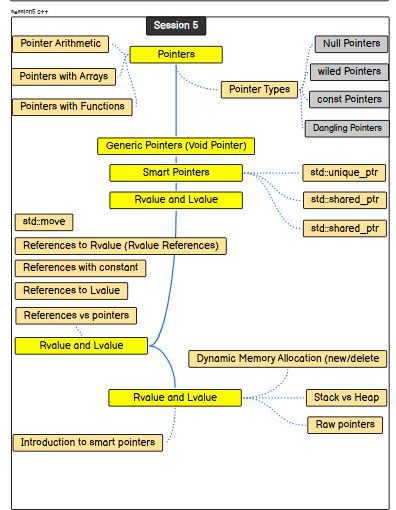 session5 c++
Session 5
Pointer Arithmetic
Null Pointers
Pointers
Pointers with Arrays
wiled Pointers
Pointer Types
const Pointers
Pointers with Functions
Dangling Pointers
Generic Pointers (Void Pointer)
Smart Pointers
std::unique_ptr
Rvalue and Lvalue
std::shared_ptr
std::move
std::shared_ptr
References to Rvalue (Rvalue References)
References with constant
References to Lvalue
References vs pointers
Rvalue and Lvalue
Dynamic Memory Allocation (new/delete
Rvalue and Lvalue
Stack vs Heap
Raw pointers
Introduction to smart pointers